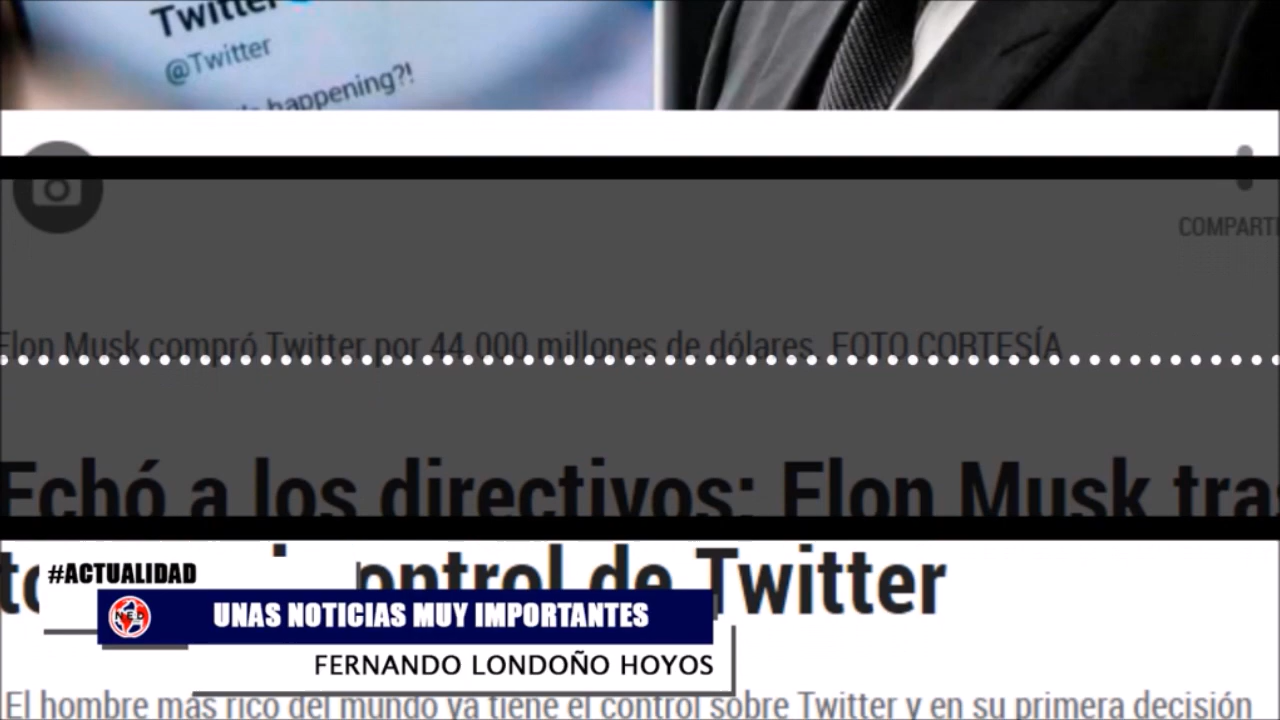 Twitter
@Twitter
happening?!
COMPARTI
Elon Musk compró Twitter por 44.000 millones de dólares. FOTO CORTESÍA
Echó a los directivos: Elon Musk tra
control de Twitter
#ACTUALIDAD
UNAS NOTICIAS MUY IMPORTANTES
FERNANDO LONDOÑO HOYOS
El hombre más rico del mundo ya tiene el control sobre Twitter y en su primera decisión